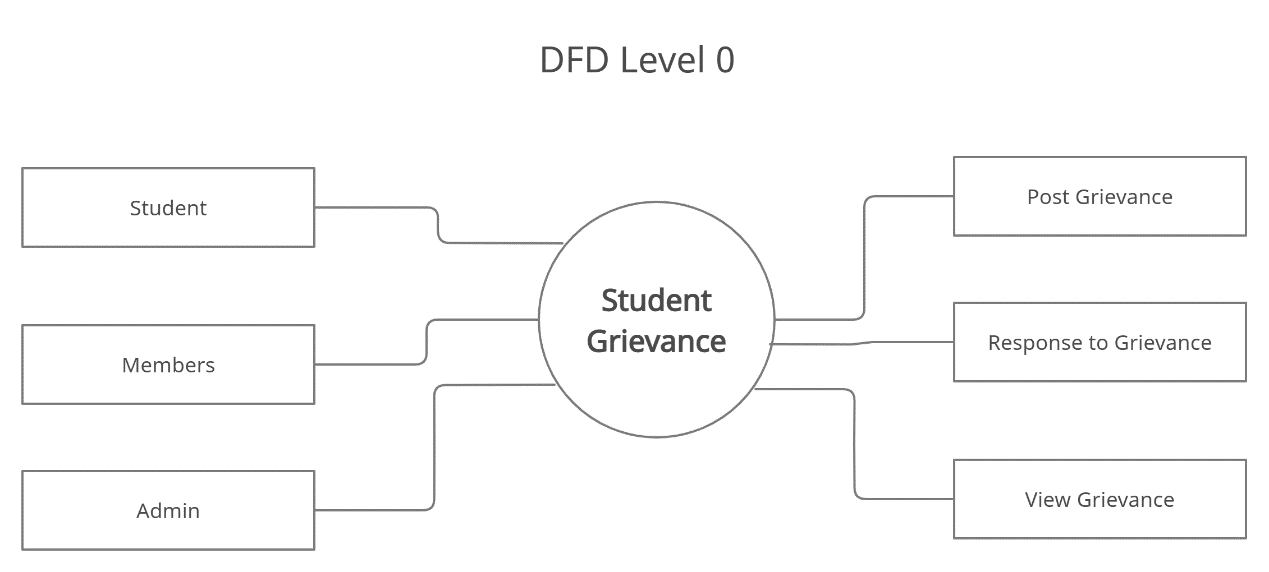 DFD Level 0
Student
Members
Admin
Student
Grievance
Post Grievance
Response to Grievance
View Grievance